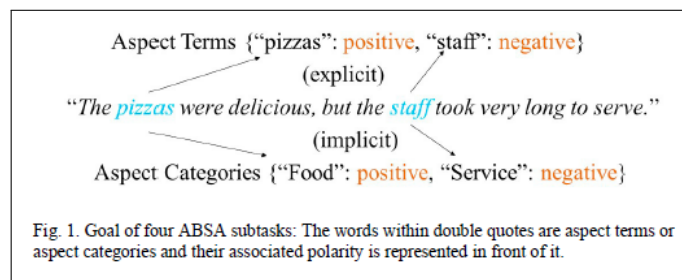 Aspect Terms {“pizzas”: positive, “staff”: negative}
(explicit)
“The pizzas were delicious, but the staff took very long to serve.”
(implicit)
Aspect Categories {“Food”: positive, “Service”: negative}
Fig. 1. Goal of four ABSA subtasks: The words within double quotes are aspect terms or
aspect categories and their associated polarity is represented in front of it.